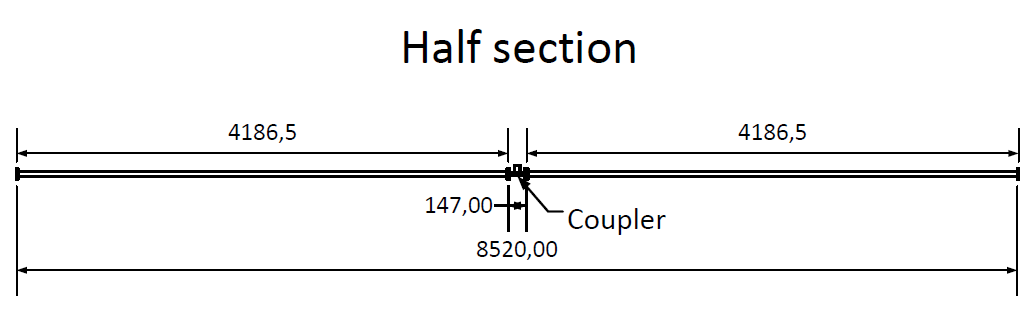 Half section
4186,5
4186,5
147,00
Coupler
8520,00